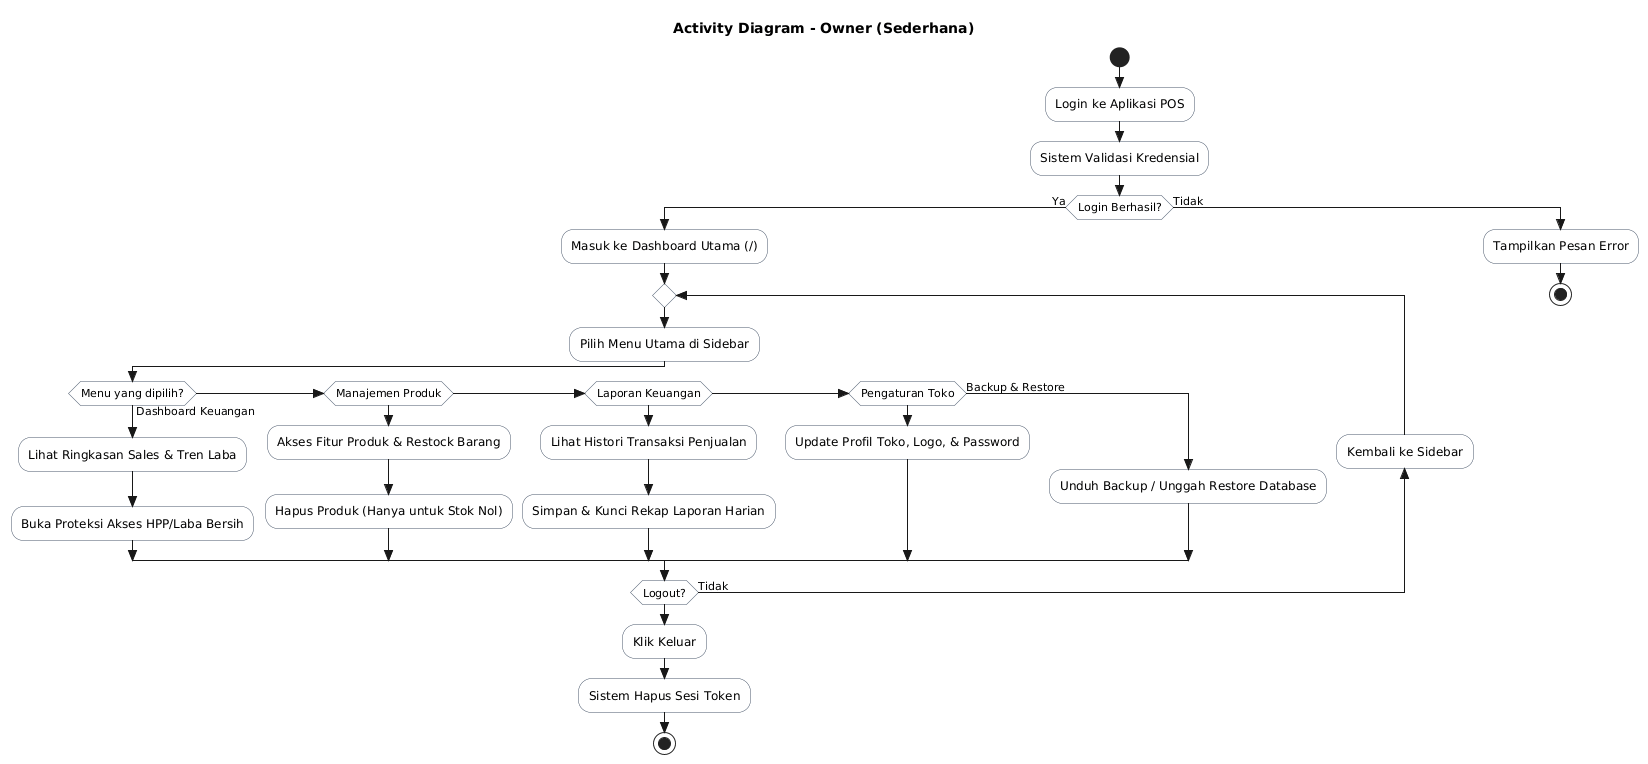 Activity Diagram - Owner (Sederhana)
Login ke Aplikasi POS
Sistem Validasi Kredensial
Ya
Login Berhasil?
Tidak
Masuk ke Dashboard Utama (/)
Tampilkan Pesan Error
Pilih Menu Utama di Sidebar
Menu yang dipilih?
Manajemen Produk
Laporan Keuangan
Pengaturan Toko
Backup & Restore
Dashboard Keuangan
Lihat Ringkasan Sales & Tren Laba
Akses Fitur Produk & Restock Barang
Lihat Histori Transaksi Penjualan
Update Profil Toko, Logo, & Password
Kembali ke Sidebar
Unduh Backup / Unggah Restore Database
Buka Proteksi Akses HPP/Laba Bersih
Hapus Produk (Hanya untuk Stok Nol)
Simpan & Kunci Rekap Laporan Harian
Logout?
Tidak
Klik Keluar
Sistem Hapus Sesi Token